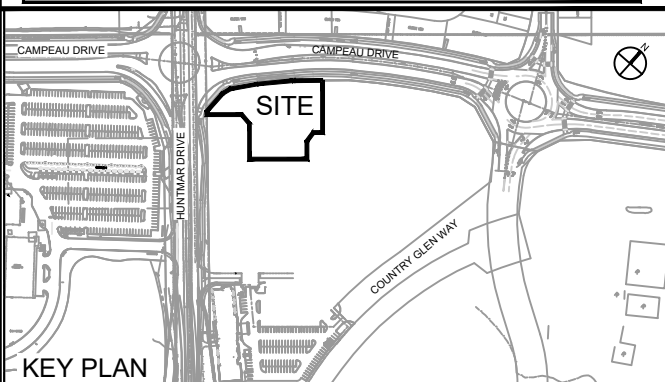 CAMPEAU DRIVE
CAMPEAU DRIVE
N
SITE
HUNTMAR DRIVE
COUNTRY GLEN WAY
KEY PLAN